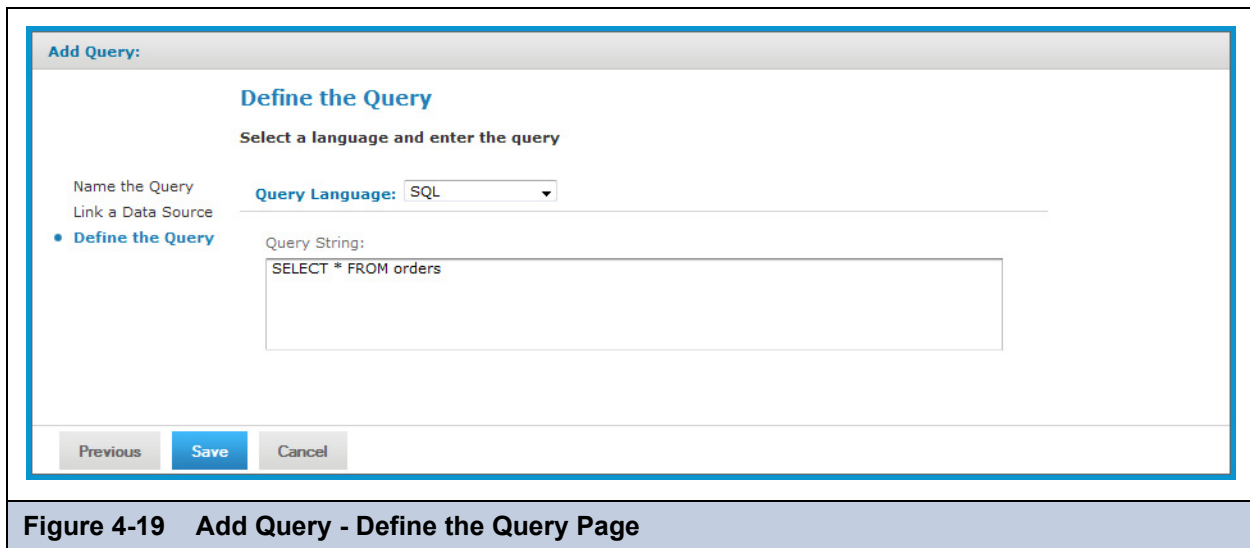 Add Query:
Define the Query
Select a language and enter the query
Name the Query
Link a Data Source
Define the Query
Query Language: SQL
Query String:
SELECT * FROM orders
Previous Save Cancel
Figure 4-19 Add Query - Define the Query Page